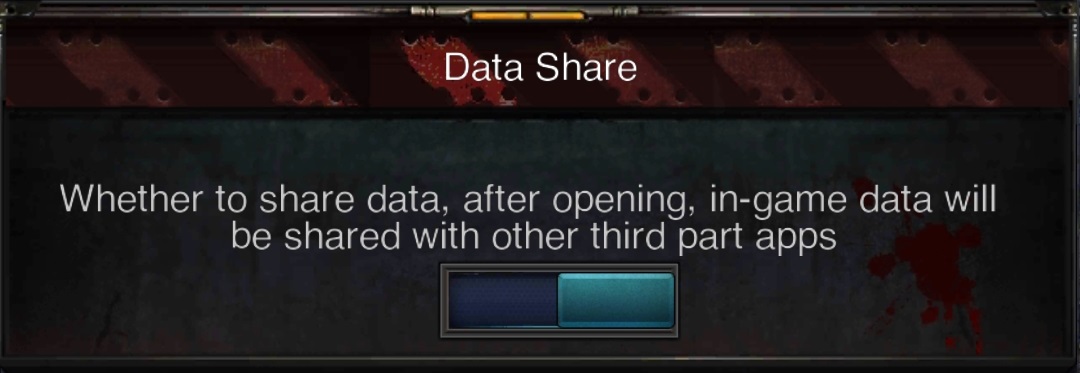 Data Share
Whether to share data, after opening, in-game data will
be shared with other third part apps